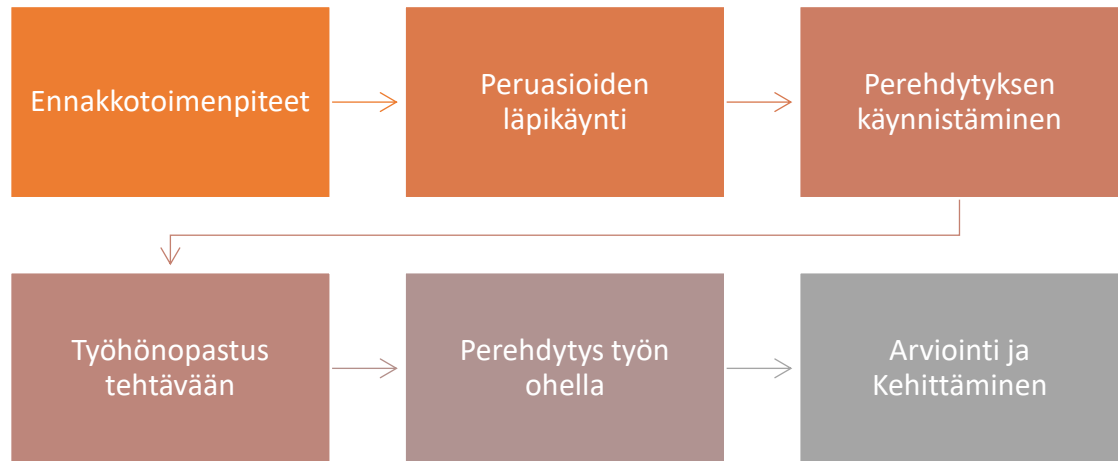 Ennakkotoimenpiteet
Peruasioiden
läpikäynti
Perehdytyksen
käynnistäminen
Työhönopastus
tehtävään
Perehdytys työn
ohella
Arviointi ja
Kehittäminen